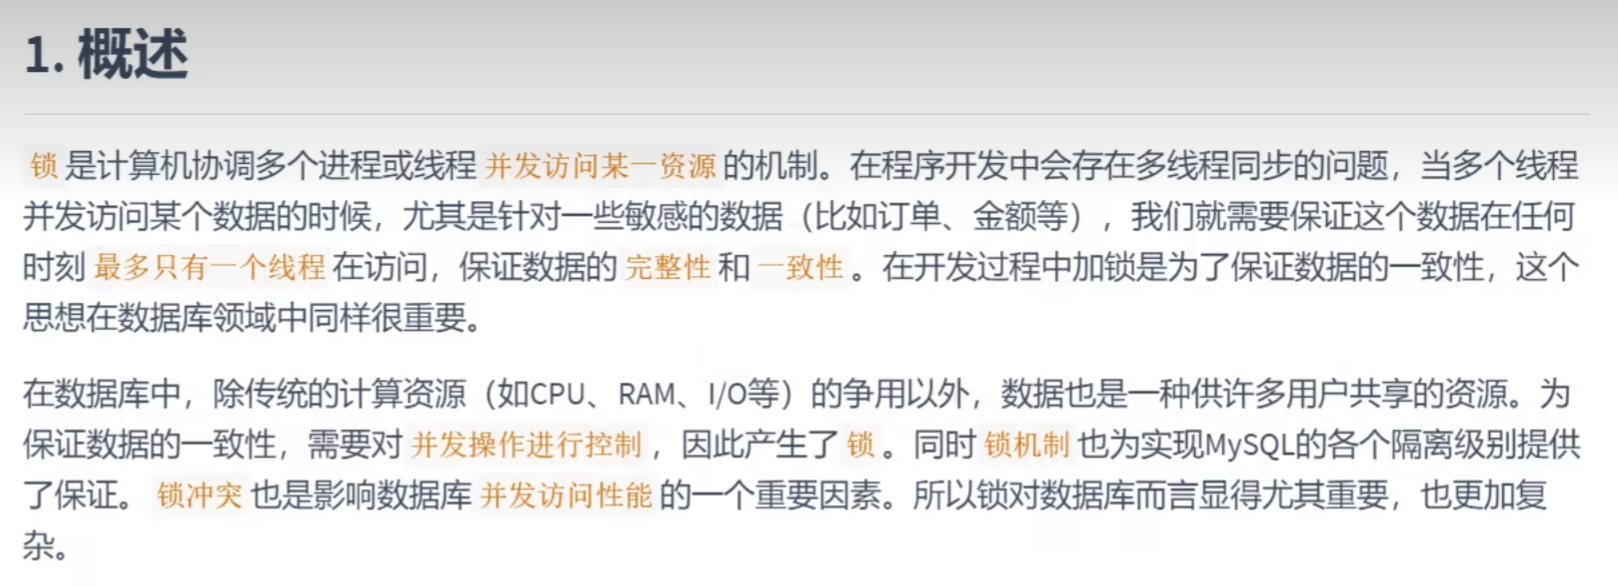 1. 概述
锁 是计算机协调多个进程或线程 并发访问某一资源 的机制。在程序开发中会存在多线程同步的问题，当多个线程
并发访问某个数据的时候，尤其是针对一些敏感的数据（比如订单、金额等），我们就需要保证这个数据在任何
时刻 最多只有一个线程 在访问，保证数据的 完整性 和 一致性 。在开发过程中加锁是为了保证数据的一致性，这个
思想在数据库领域中同样很重要。
在数据库中，除传统的计算资源（如CPU、RAM、I/O等）的争用以外，数据也是一种供许多用户共享的资源。为
保证数据的一致性，需要对 并发操作进行控制 ，因此产生了 锁 。同时 锁机制 也为实现MySQL的各个隔离级别提供
了保证。 锁冲突 也是影响数据库 并发访问性能 的一个重要因素。所以锁对数据库而言显得尤其重要，也更加复
杂。